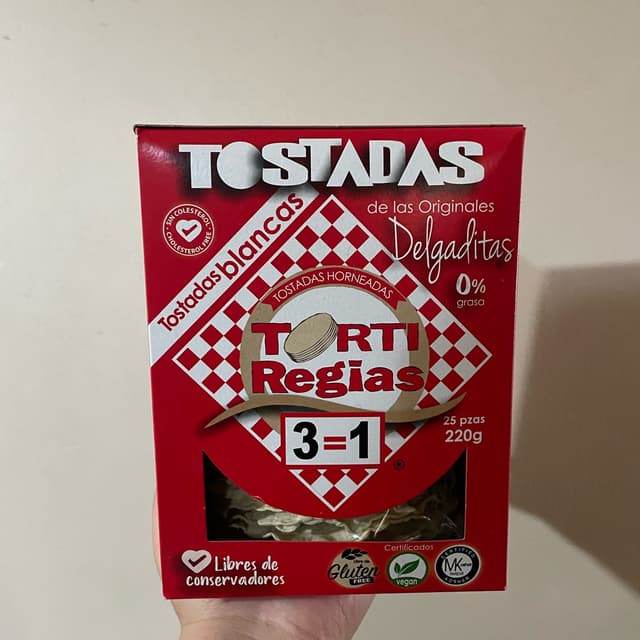 TOSTADAS
de las Originales
Delgaditas
0%
grasa
SIN COLESTEROL
CHOLESTEROL FREE
Tostadas blancas
TOSTADAS HORNEADAS
TORTI
Regias
3=1
®
25 pzas
220g
Libres de
conservadores
Gluten
FREE
Certificados
vegan
CERTIFIED
MK
KOSHER